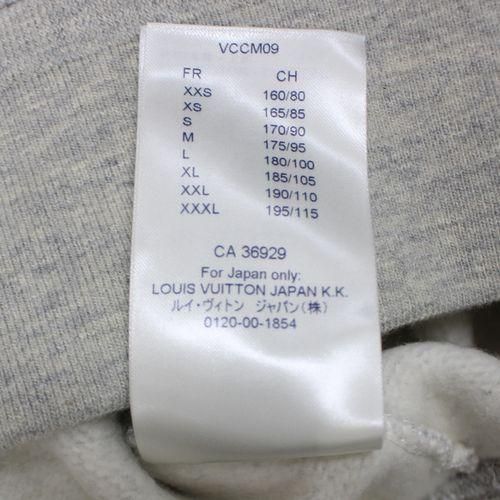 VCCM09
FR CH
XXS 160/80
XS 165/85
S 170/90
M 175/95
L 180/100
XL 185/105
XXL 190/110
XXXL 195/115
CA 36929
For Japan only:
LOUIS VUITTON JAPAN K.K.
ルイ・ヴィトン ジャパン(株)
0120-00-1854